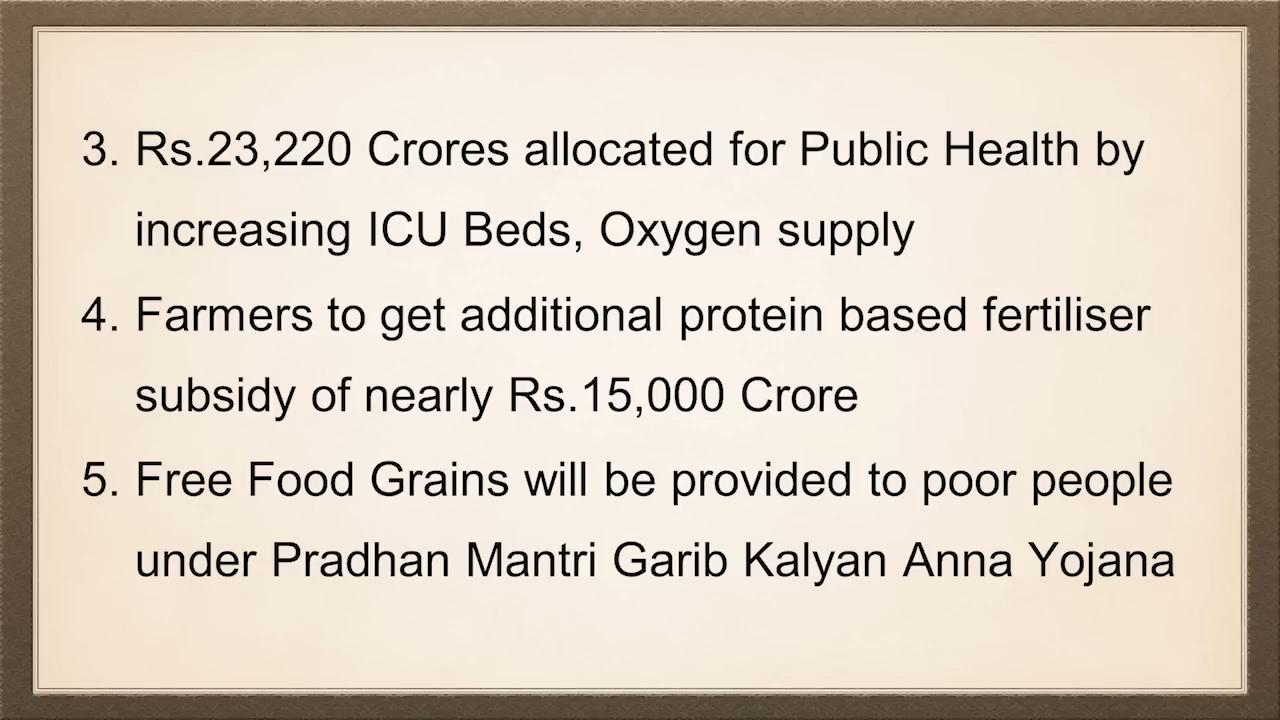 3. Rs.23,220 Crores allocated for Public Health by
increasing ICU Beds, Oxygen supply
4. Farmers to get additional protein based fertiliser
subsidy of nearly Rs.15,000 Crore
5. Free Food Grains will be provided to poor people
under Pradhan Mantri Garib Kalyan Anna Yojana